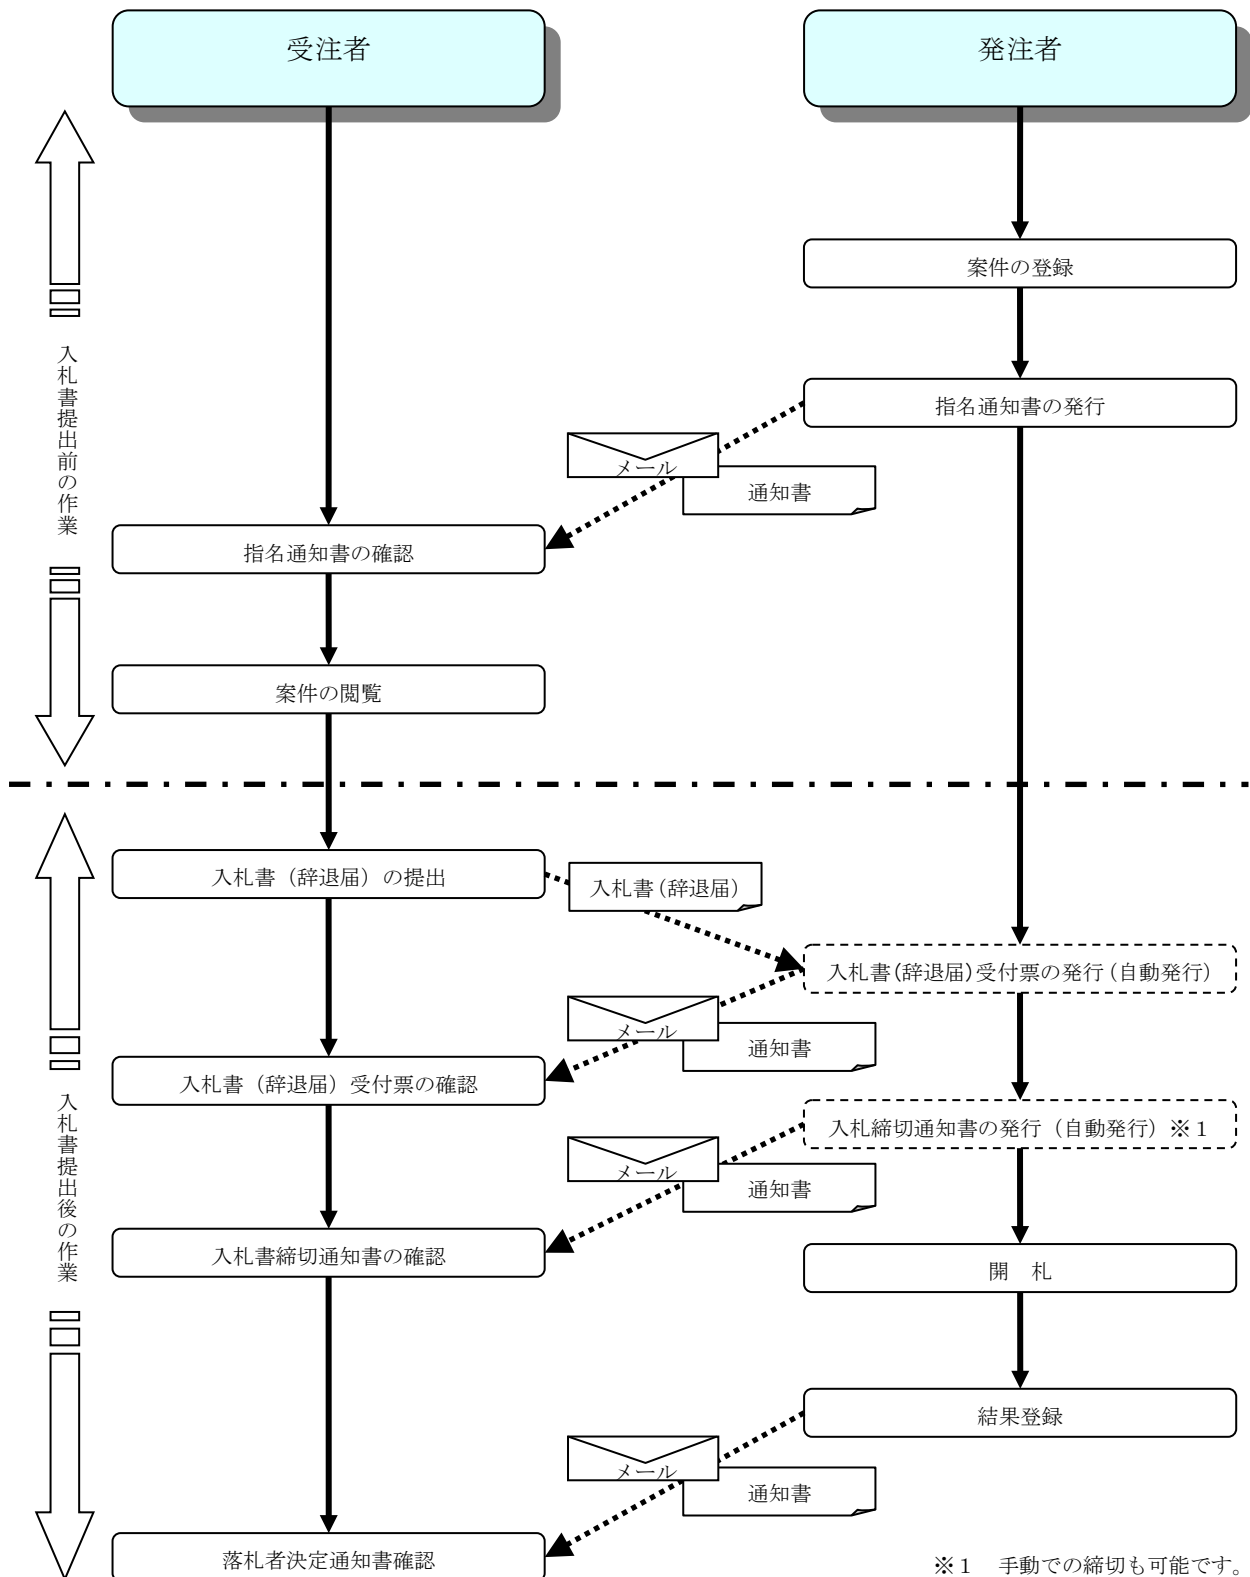 受注者
発注者
案件の登録
指名通知書の発行
メール
通知書
指名通知書の確認
案件の閲覧
入札書提出前の作業
入札書（辞退届）の提出
入札書(辞退届)
入札書(辞退届)受付票の発行(自動発行)
メール
通知書
入札書（辞退届）受付票の確認
入札締切通知書の発行（自動発行）※１
メール
通知書
入札書締切通知書の確認
開　札
結果登録
メール
通知書
落札者決定通知書確認
入札書提出後の作業
※１　手動での締切も可能です。